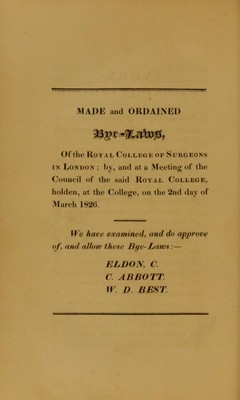 MADE and ORDAINED
Bye-Laws,
Of the ROYAL COLLEGE OF SURGEONS
IN LONDON; by, and at a Meeting of the
Council of the said ROYAL COLLEGE,
holden, at the College, on the 2nd day of
March 1826.
We have examined, and do approve
of, and allow these Bye-Laws:—
ELDON, C.
C. ABBOTT.
W. D. BEST.